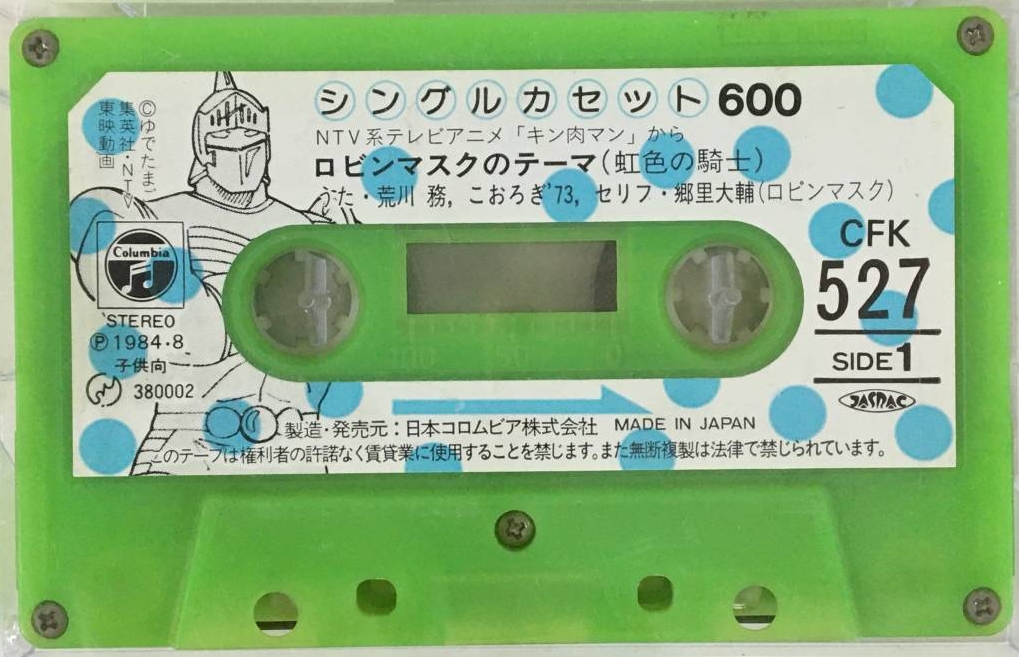 シングルカセット600
NTV系テレビアニメ「キン肉マン」から
ロビンマスクのテーマ(虹色の騎士)
うた・荒川 務, こおろぎ'73, セリフ・郷里大輔(ロビンマスク)
©ゆでたまご
集英社・NTV
東映動画
Columbia
STEREO
Ⓟ1984・8
子供向
380002
CFK
527
SIDE1
JASRAC
製造・発売元:日本コロムビア株式会社 MADE IN JAPAN
このテープは権利者の許諾なく賃貸業に使用することを禁じます。また無断複製は法律で禁じられています。